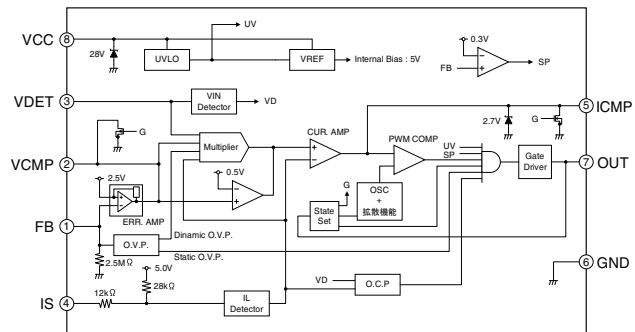 UV
VCC
8
28V
UVLO
VREF
Internal Bias : 5V
0.3V
FB
SP
VDET
3
VIN
Detector
VD
G
VCMP
2
Multiplier
CUR. AMP
PWM COMP
2.7V
G
5
ICMP
UV
SP
Gate
Driver
7
OUT
2.5V
ERR. AMP
0.5V
G
OSC
+
拡散機能
State
Set
FB
1
O.V.P.
Dinamic O.V.P.
Static O.V.P.
2.5MΩ
5.0V
28kΩ
IS
4
12kΩ
IL
Detector
VD
O.C.P
6
GND